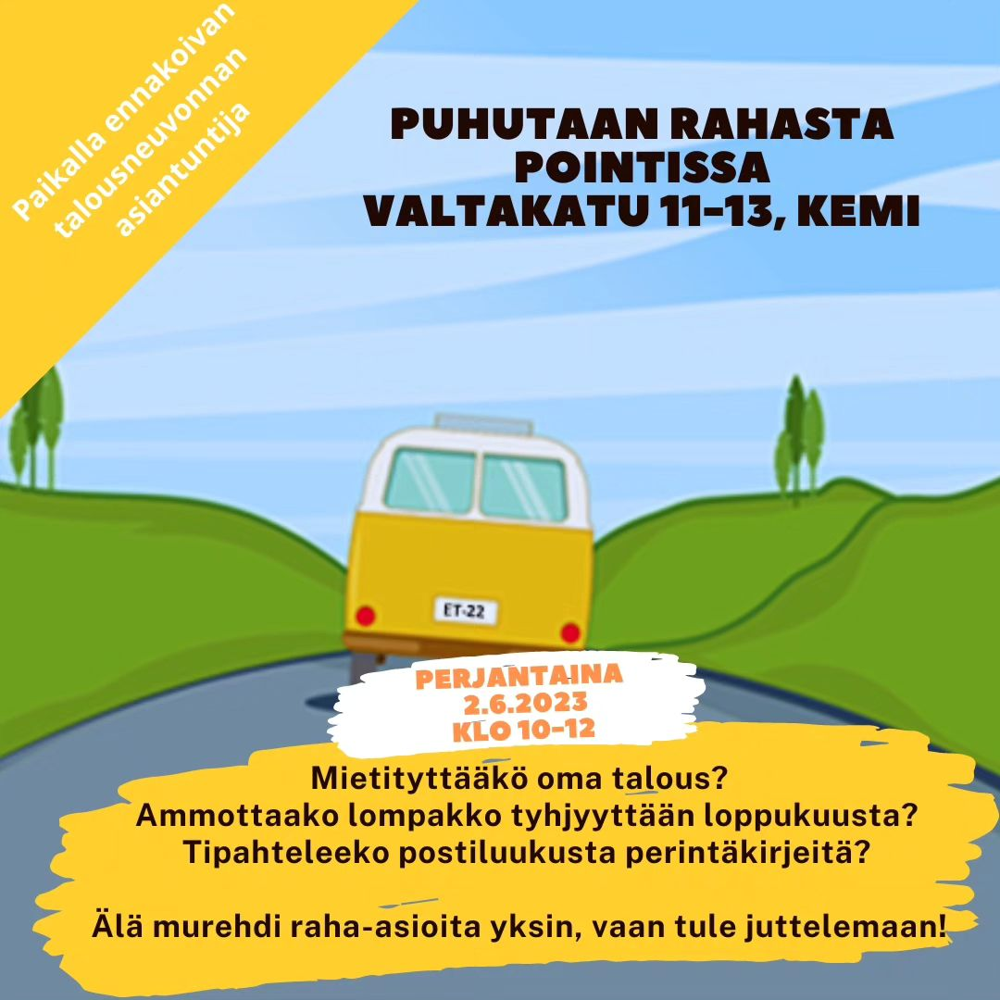 Paikalla ennakoivan
talousneuvonnan
asiantuntija
PUHUTAAN RAHASTA
POINTISSA
VALTAKATU 11-13, KEMI
ET-22
PERJANTAINA
2.6.2023
KLO 10-12
Mietityttääkö oma talous?
Ammottaako lompakko tyhjyyttään loppukuusta?
Tipahteleeko postiluukusta perintäkirjeitä?
Älä murehdi raha-asioita yksin, vaan tule juttelemaan!